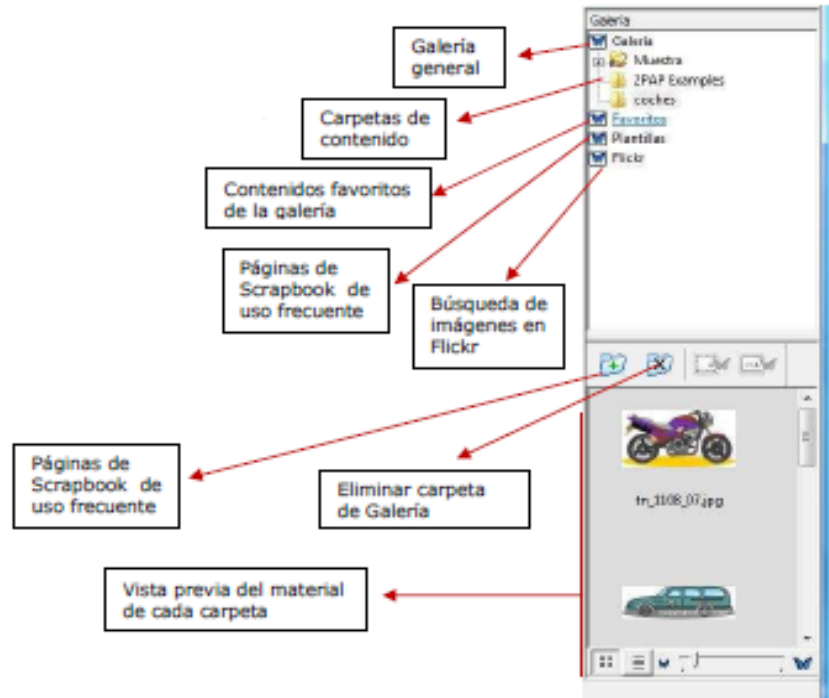 Galería
Galería
Muestra
2PAP Examples
coches
Favoritos
Plantillas
Flickr
Galería
general
Carpetas de
contenido
Contenidos favoritos
de la galería
Páginas de
Scrapbook de
uso frecuente
Búsqueda de
imágenes en
Flickr
Páginas de
Scrapbook de
uso frecuente
Eliminar carpeta
de Galería
tn_1108_07.jpg
Vista previa del material
de cada carpeta